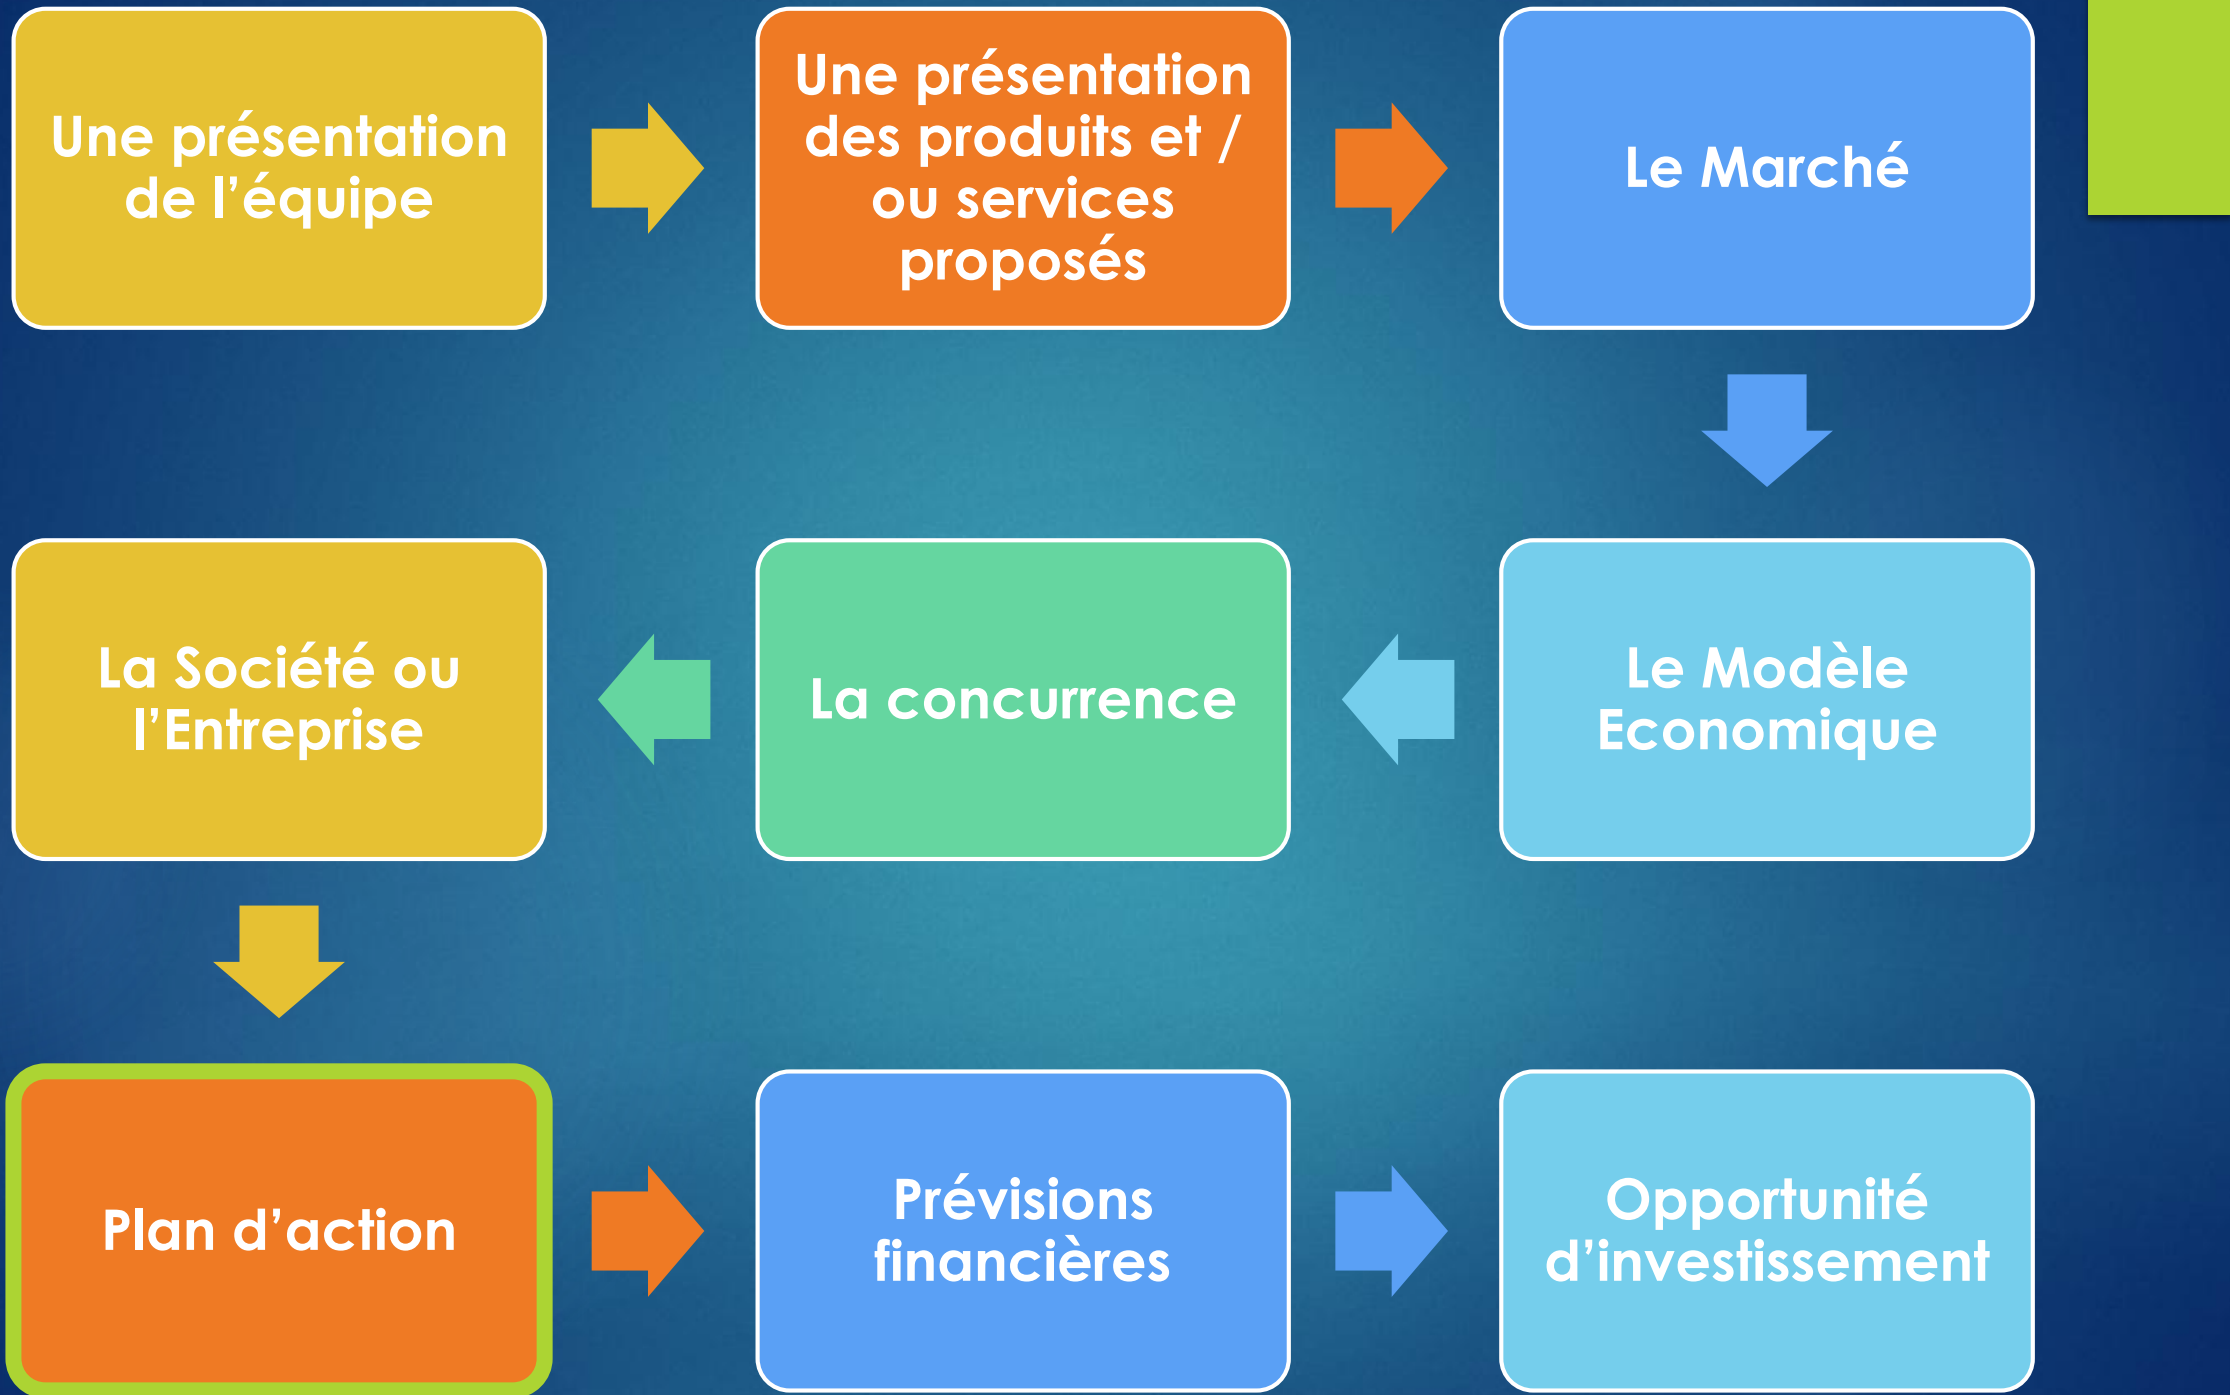 Une présentation
de l’équipe
Une présentation
des produits et /
ou services
proposés
Le Marché
Le Modèle
Economique
La concurrence
La Société ou
l’Entreprise
Plan d’action
Prévisions
financières
Opportunité
d’investissement